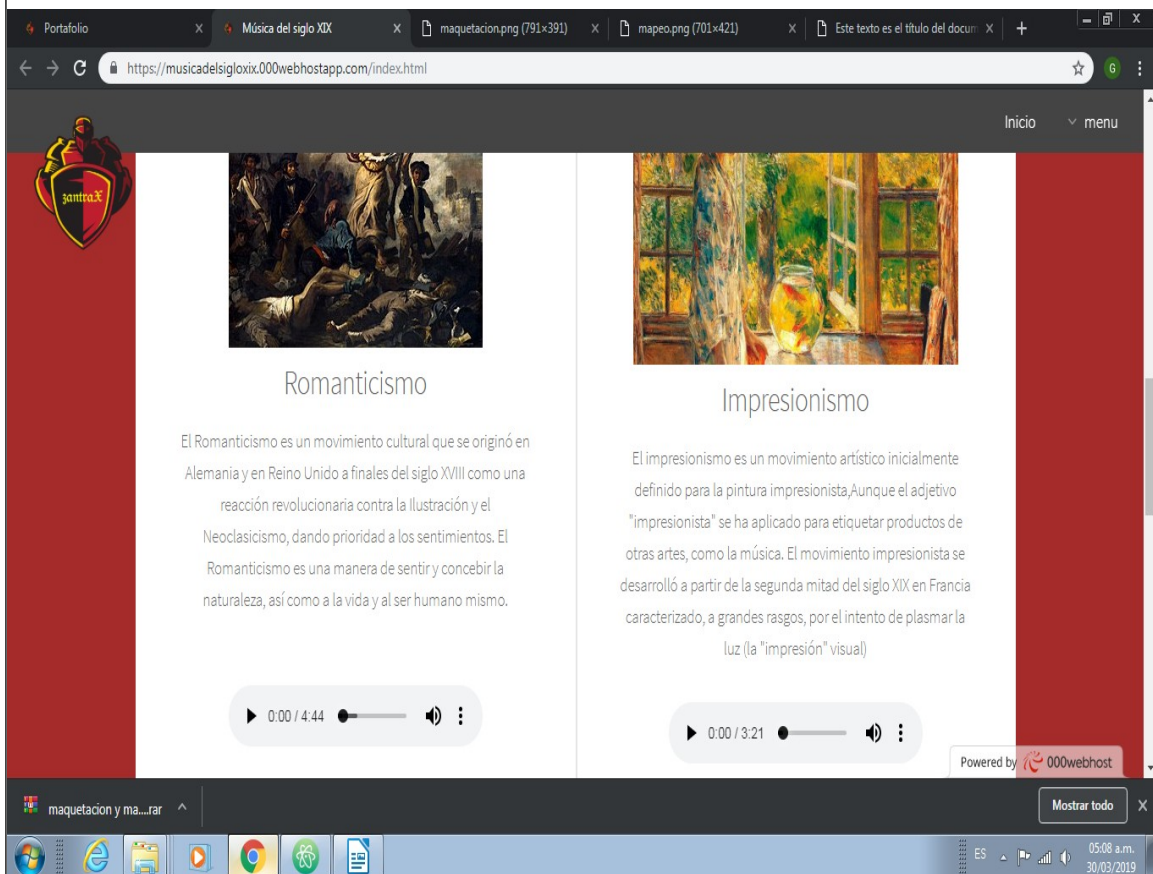 Portafolio
Música del siglo XIX
maquetacion.png (791×391)
mapeo.png (701×421)
Este texto es el título del docum
https://musicadelsigloxix.000webhostapp.com/index.html
G
Inicio
menu
zantraX
Romanticismo
El Romanticismo es un movimiento cultural que se originó en
Alemania y en Reino Unido a finales del siglo XVIII como una
reacción revolucionaria contra la Ilustración y el
Neoclasicismo, dando prioridad a los sentimientos. El
Romanticismo es una manera de sentir y concebir la
naturaleza, así como a la vida y al ser humano mismo.
0:00 / 4:44
Impresionismo
El impresionismo es un movimiento artístico inicialmente
definido para la pintura impresionista,Aunque el adjetivo
"impresionista" se ha aplicado para etiquetar productos de
otras artes, como la música. El movimiento impresionista se
desarrolló a partir de la segunda mitad del siglo XIX en Francia
caracterizado, a grandes rasgos, por el intento de plasmar la
luz (la "impresión" visual)
0:00 / 3:21
Powered by 000webhost
maquetacion y ma....rar
Mostrar todo
ES
05:08 a.m.
30/03/2019